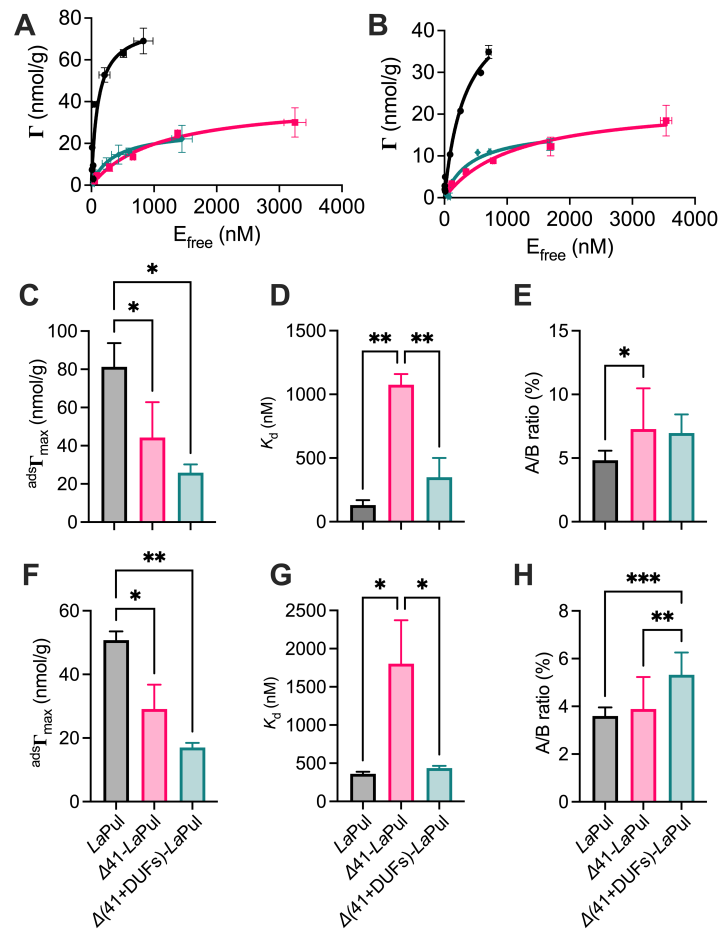 A
80
60
40
20
0
Γ (nmol/g)
0 1000 2000 3000 4000
E_free (nM)
B
40
30
20
10
0
Γ (nmol/g)
0 1000 2000 3000 4000
E_free (nM)
C
100
80
60
40
20
0
adsΓmax (nmol/g)
*
*
D
1500
1000
500
0
Kd (nM)
** **
E
15
10
5
0
A/B ratio (%)
*
F
60
40
20
0
adsΓmax (nmol/g)
**
*
LaPul
Δ41-LaPul
Δ(41+DUFs)-LaPul
G
2500
2000
1500
1000
500
0
Kd (nM)
* *
LaPul
Δ41-LaPul
Δ(41+DUFs)-LaPul
H
8
6
4
2
0
A/B ratio (%)
***
**
LaPul
Δ41-LaPul
Δ(41+DUFs)-LaPul